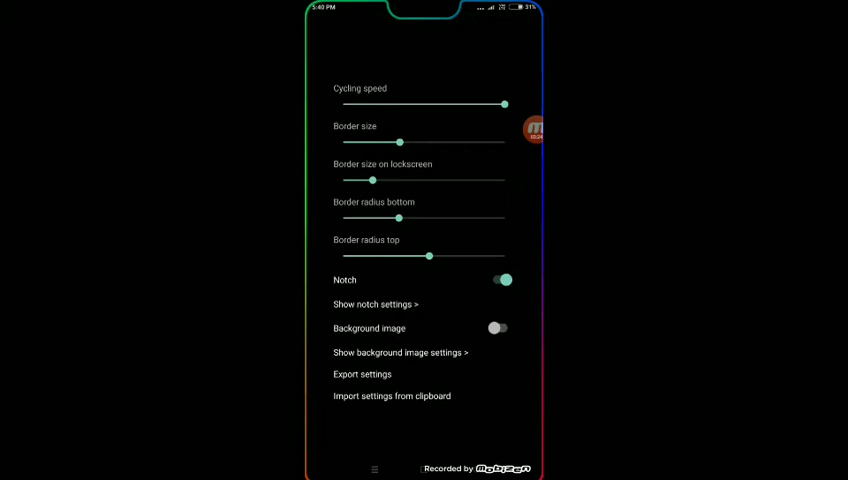 5:40 PM
31%
Cycling speed
Border size
Border size on lockscreen
Border radius bottom
Border radius top
Notch
Show notch settings >
Background image
Show background image settings >
Export settings
Import settings from clipboard
Recorded by mobizen